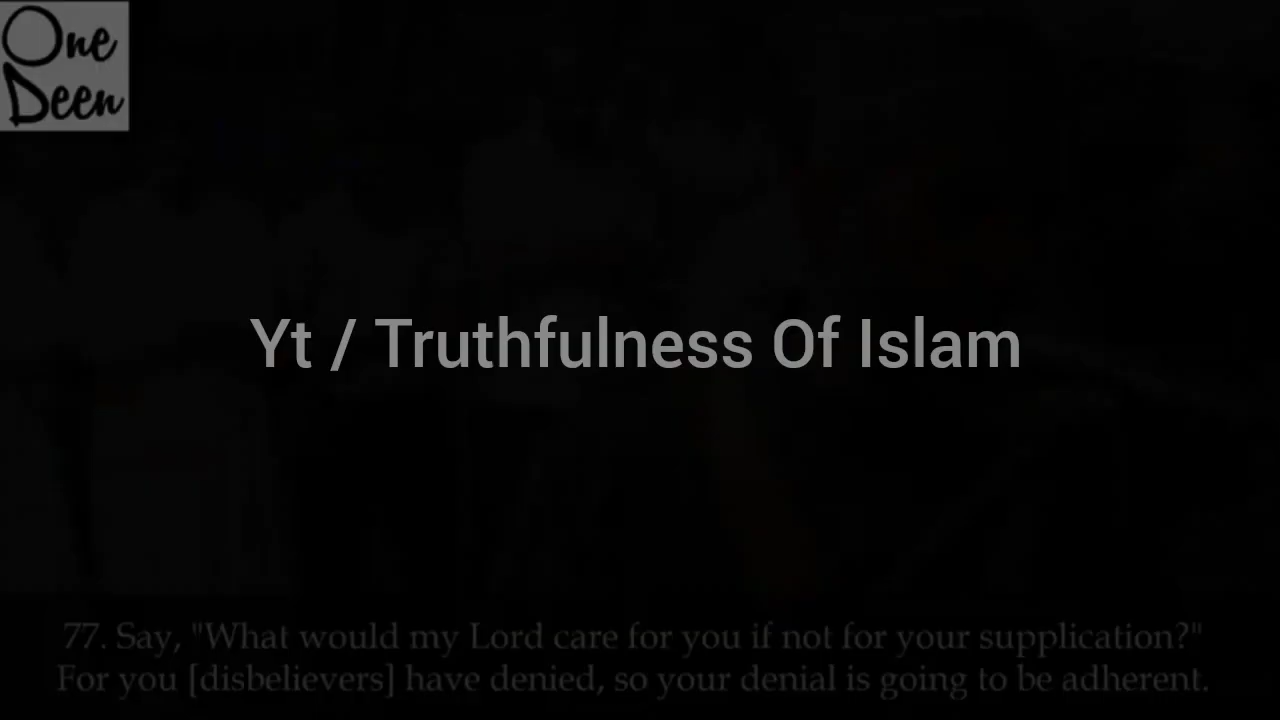 One
Deen
Yt / Truthfulness Of Islam
77. Say, "What would my Lord care for you if not for your supplication?"
For you [disbelievers] have denied, so your denial is going to be adherent.